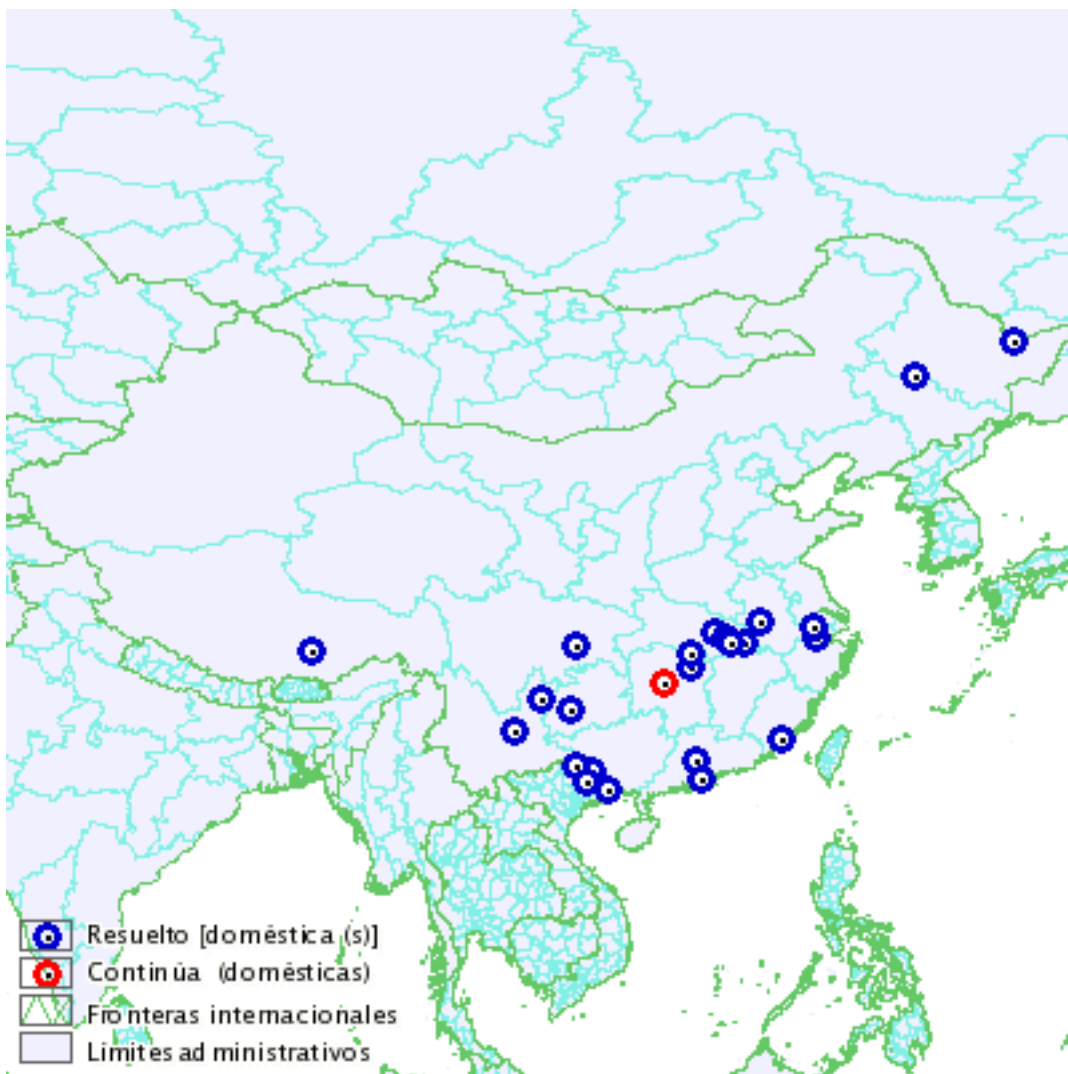 Resuelto [doméstica (s)]
Continúa (domésticas)
Fronteras internacionales
Límites administrativos